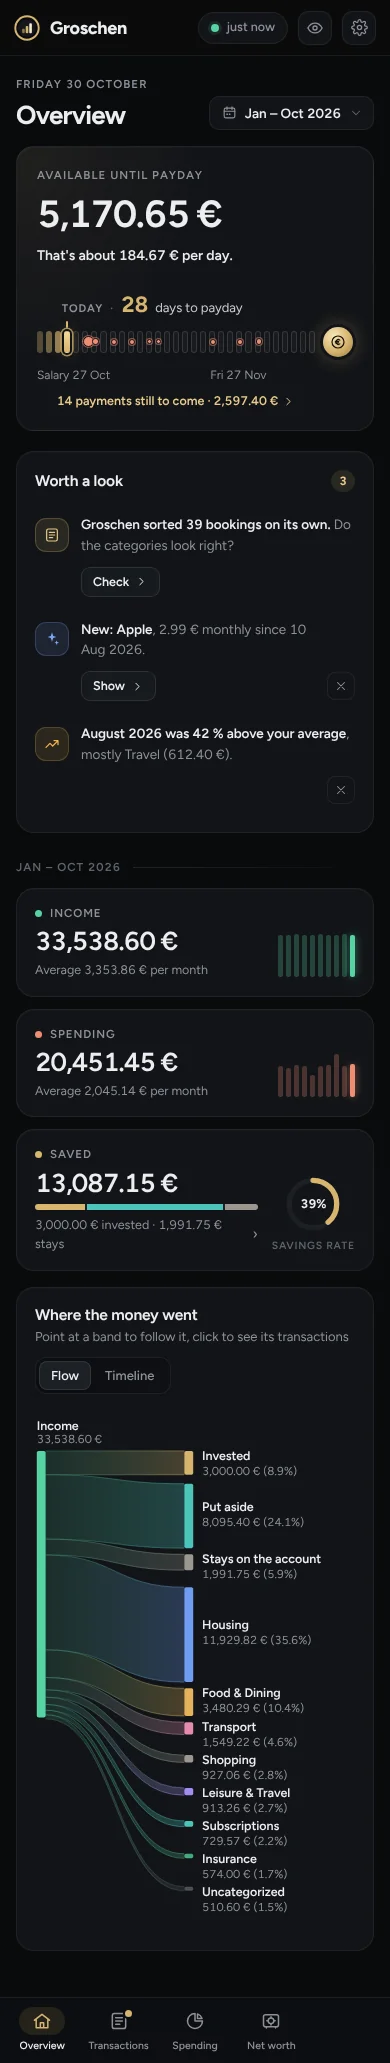 Groschen
just now
FRIDAY 30 OCTOBER
Overview
Jan – Oct 2026
AVAILABLE UNTIL PAYDAY
5,170.65 €
That's about 184.67 € per day.
TODAY · 28 days to payday
€
Salary 27 Oct
Fri 27 Nov
14 payments still to come · 2,597.40 €
Worth a look
3
Groschen sorted 39 bookings on its own. Do
the categories look right?
Check
New: Apple, 2.99 € monthly since 10
Aug 2026.
Show
August 2026 was 42 % above your average,
mostly Travel (612.40 €).
JAN – OCT 2026
INCOME
33,538.60 €
Average 3,353.86 € per month
SPENDING
20,451.45 €
Average 2,045.14 € per month
SAVED
13,087.15 €
3,000.00 € invested · 1,991.75 €
stays
39%
SAVINGS RATE
Where the money went
Point at a band to follow it, click to see its transactions
Flow
Timeline
Income
33,538.60 €
Invested
3,000.00 € (8.9%)
Put aside
8,095.40 € (24.1%)
Stays on the account
1,991.75 € (5.9%)
Housing
11,929.82 € (35.6%)
Food & Dining
3,480.29 € (10.4%)
Transport
1,549.22 € (4.6%)
Shopping
927.06 € (2.8%)
Leisure & Travel
913.26 € (2.7%)
Subscriptions
729.57 € (2.2%)
Insurance
574.00 € (1.7%)
Uncategorized
510.60 € (1.5%)
Overview
Transactions
Spending
Net worth